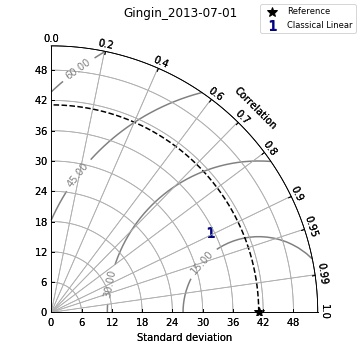 Gingin_2013-07-01
Reference
1 Classical Linear
0.0 0.2 0.4 0.6 0.7 0.8 0.9 0.95 0.99 1.0
Correlation
48
42
36
30
24
18
12
6
0
60.00
45.00
30.00
15.00
1
0 6 12 18 24 30 36 42 48
Standard deviation